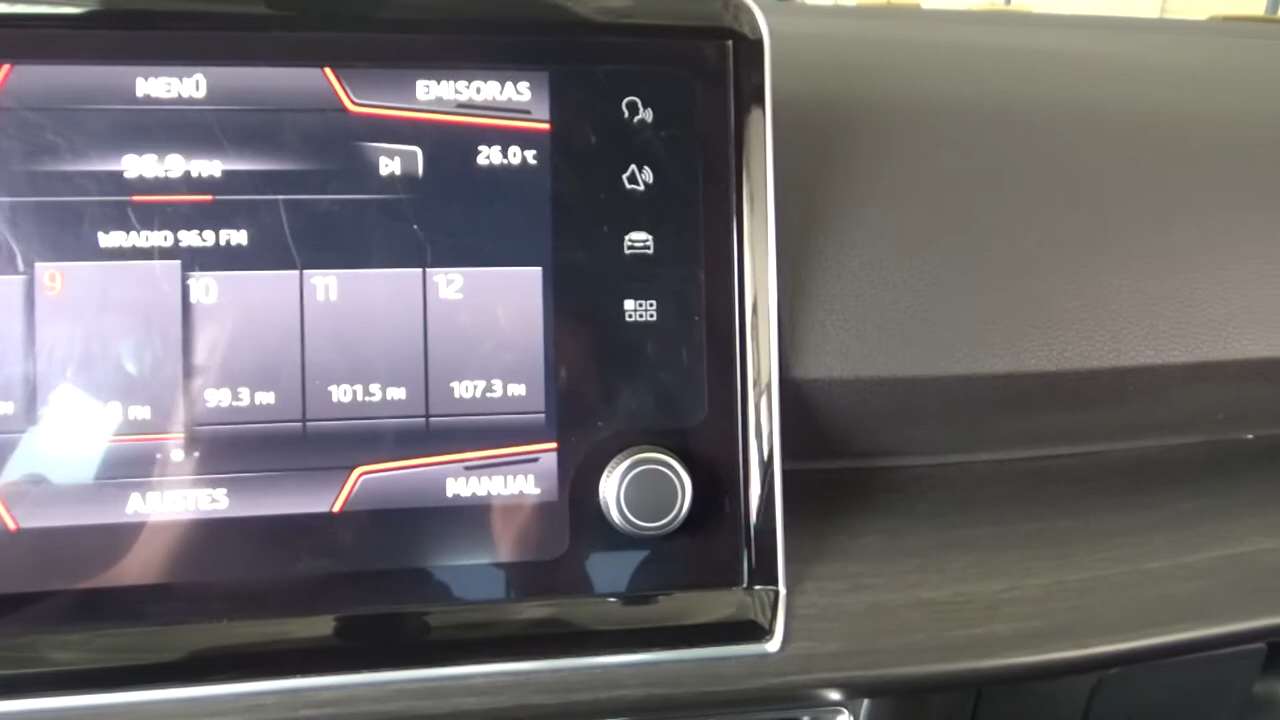 MENÚ
EMISORAS
96.9 FM
26.0 °C
WRADIO 96.9 FM
9
10
11
12
FM
99.3 FM
101.5 FM
107.3 FM
AJUSTES
MANUAL